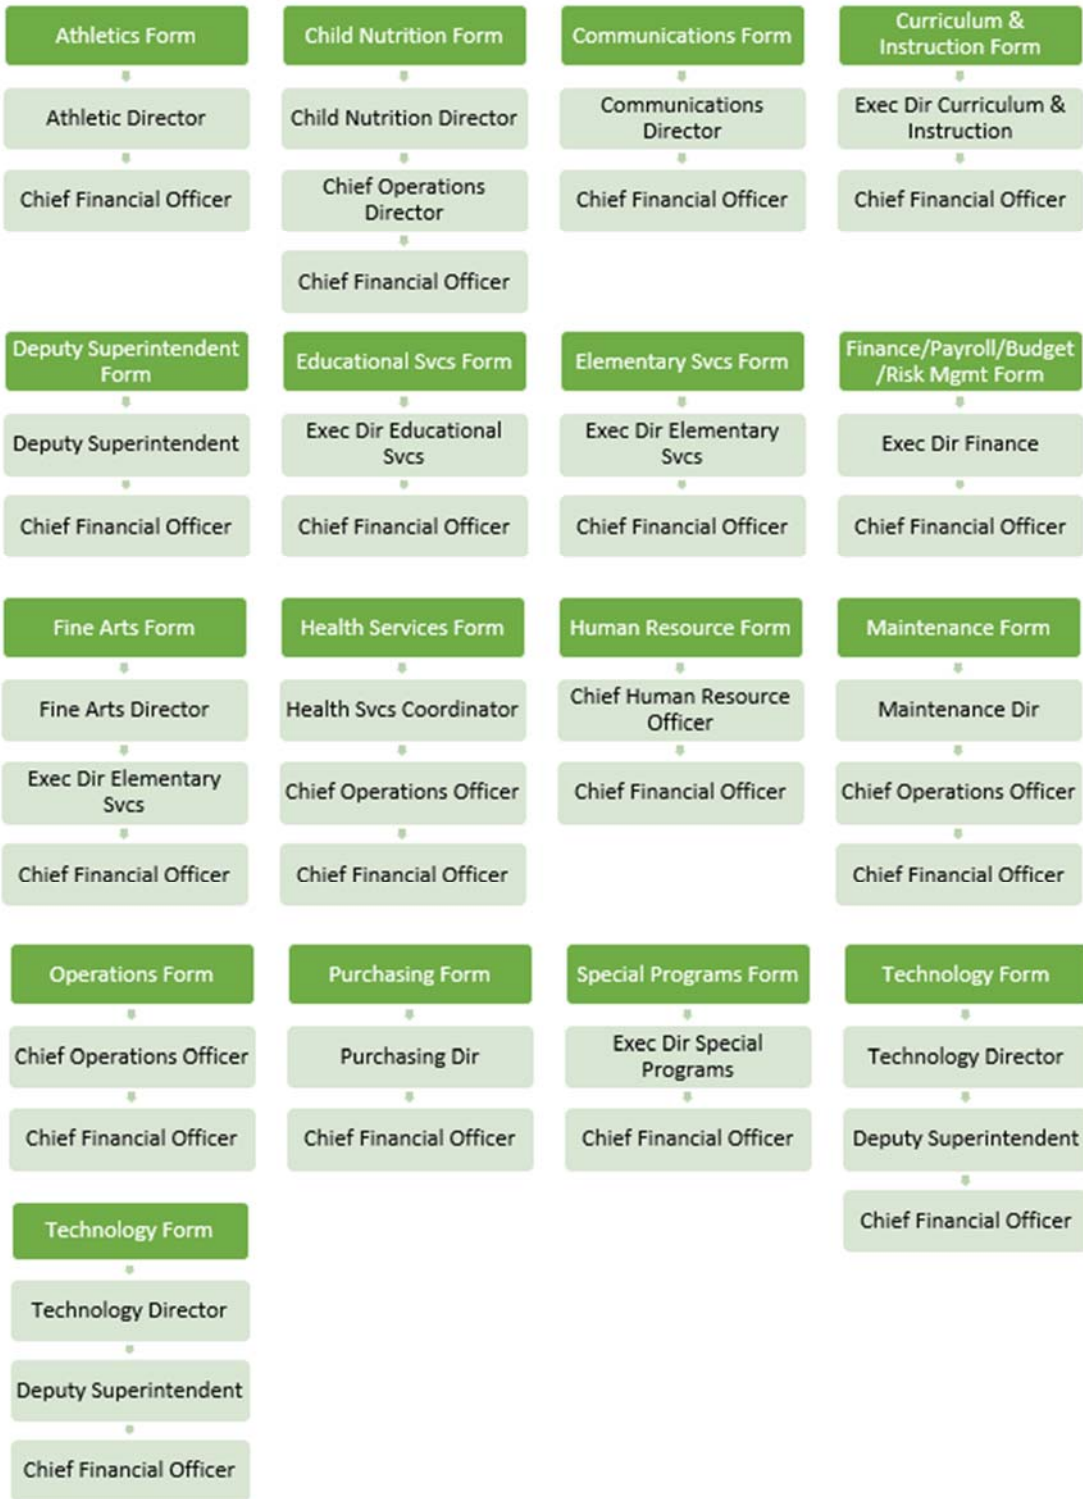 Athletics Form
Athletic Director
Chief Financial Officer
Child Nutrition Form
Child Nutrition Director
Chief Operations
Director
Chief Financial Officer
Communications Form
Communications
Director
Chief Financial Officer
Curriculum &
Instruction Form
Exec Dir Curriculum &
Instruction
Chief Financial Officer
Deputy Superintendent
Form
Deputy Superintendent
Chief Financial Officer
Educational Svcs Form
Exec Dir Educational
Svcs
Chief Financial Officer
Elementary Svcs Form
Exec Dir Elementary
Svcs
Chief Financial Officer
Finance/Payroll/Budget
/Risk Mgmt Form
Exec Dir Finance
Chief Financial Officer
Fine Arts Form
Fine Arts Director
Exec Dir Elementary
Svcs
Chief Financial Officer
Health Services Form
Health Svcs Coordinator
Chief Operations Officer
Chief Financial Officer
Human Resource Form
Chief Human Resource
Officer
Chief Financial Officer
Maintenance Form
Maintenance Dir
Chief Operations Officer
Chief Financial Officer
Operations Form
Chief Operations Officer
Chief Financial Officer
Purchasing Form
Purchasing Dir
Chief Financial Officer
Special Programs Form
Exec Dir Special
Programs
Chief Financial Officer
Technology Form
Technology Director
Deputy Superintendent
Chief Financial Officer
Technology Form
Technology Director
Deputy Superintendent
Chief Financial Officer